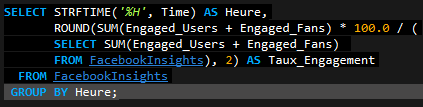 SELECT STRFTIME('%H', Time) AS Heure,
ROUND(SUM(Engaged_Users + Engaged_Fans) * 100.0 / (
SELECT SUM(Engaged_Users + Engaged_Fans)
FROM FacebookInsights), 2) AS Taux_Engagement
FROM FacebookInsights
GROUP BY Heure;